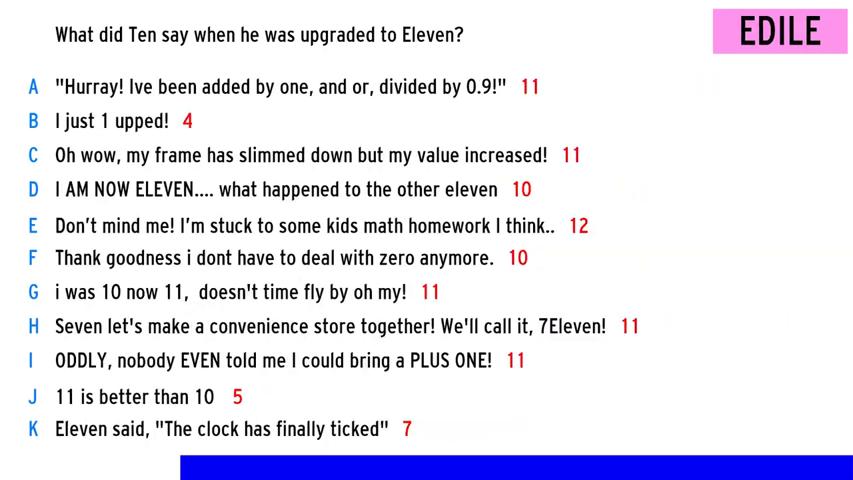 What did Ten say when he was upgraded to Eleven?
EDILE
A "Hurray! Ive been added by one, and or, divided by 0.9!" 11
B I just 1 upped! 4
C Oh wow, my frame has slimmed down but my value increased! 11
D I AM NOW ELEVEN.... what happened to the other eleven 10
E Don't mind me! I'm stuck to some kids math homework I think.. 12
F Thank goodness i dont have to deal with zero anymore. 10
G i was 10 now 11, doesn't time fly by oh my! 11
H Seven let's make a convenience store together! We'll call it, 7Eleven! 11
I ODDLY, nobody EVEN told me I could bring a PLUS ONE! 11
J 11 is better than 10 5
K Eleven said, "The clock has finally ticked" 7